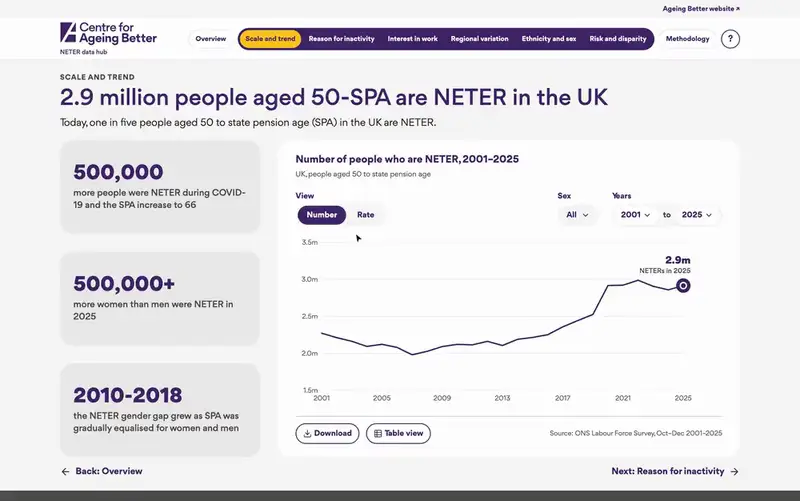 Ageing Better website ↗
Centre for
Ageing Better
NETER data hub
Overview
Scale and trend
Reason for inactivity
Interest in work
Regional variation
Ethnicity and sex
Risk and disparity
Methodology
?
SCALE AND TREND
2.9 million people aged 50-SPA are NETER in the UK
Today, one in five people aged 50 to state pension age (SPA) in the UK are NETER.
500,000
more people were NETER during COVID-
19 and the SPA increase to 66
500,000+
more women than men were NETER in
2025
2010-2018
the NETER gender gap grew as SPA was
gradually equalised for women and men
Number of people who are NETER, 2001–2025
UK, people aged 50 to state pension age
View
Number
Rate
Sex
All
Years
2001 to 2025
3.5m
3.0m
2.5m
2.0m
1.5m
2.9m
NETERs in 2025
2001 2005 2009 2013 2021 2025
Download
Table view
Source: ONS Labour Force Survey, Oct–Dec 2001–2025
← Back: Overview
Next: Reason for inactivity →